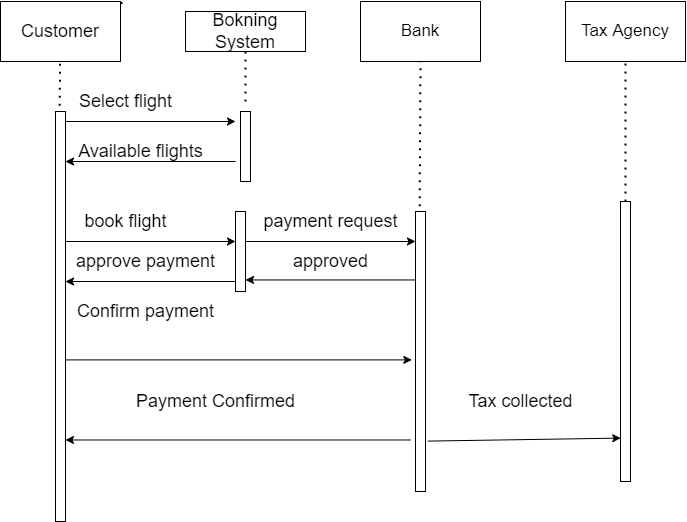 Customer
Bokning
System
Bank
Tax Agency
Select flight
Available flights
book flight
payment request
approve payment
approved
Confirm payment
Payment Confirmed
Tax collected